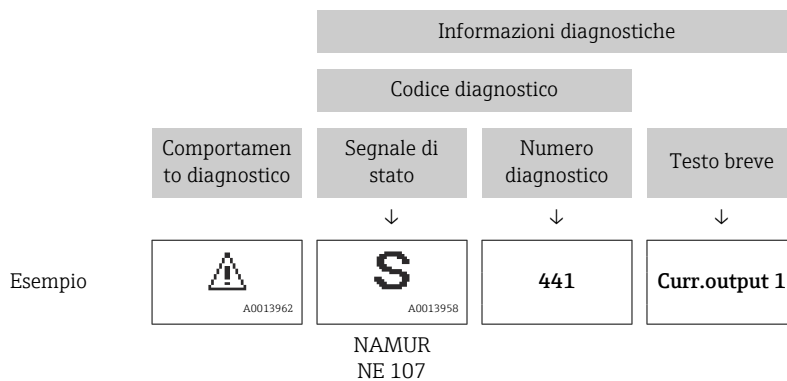 Informazioni diagnostiche
Codice diagnostico
Comportamen
to diagnostico
Segnale di
stato
Numero
diagnostico
Testo breve
↓ ↓ ↓
Esempio
A0013962
S
A0013958
441
Curr.output 1
NAMUR
NE 107